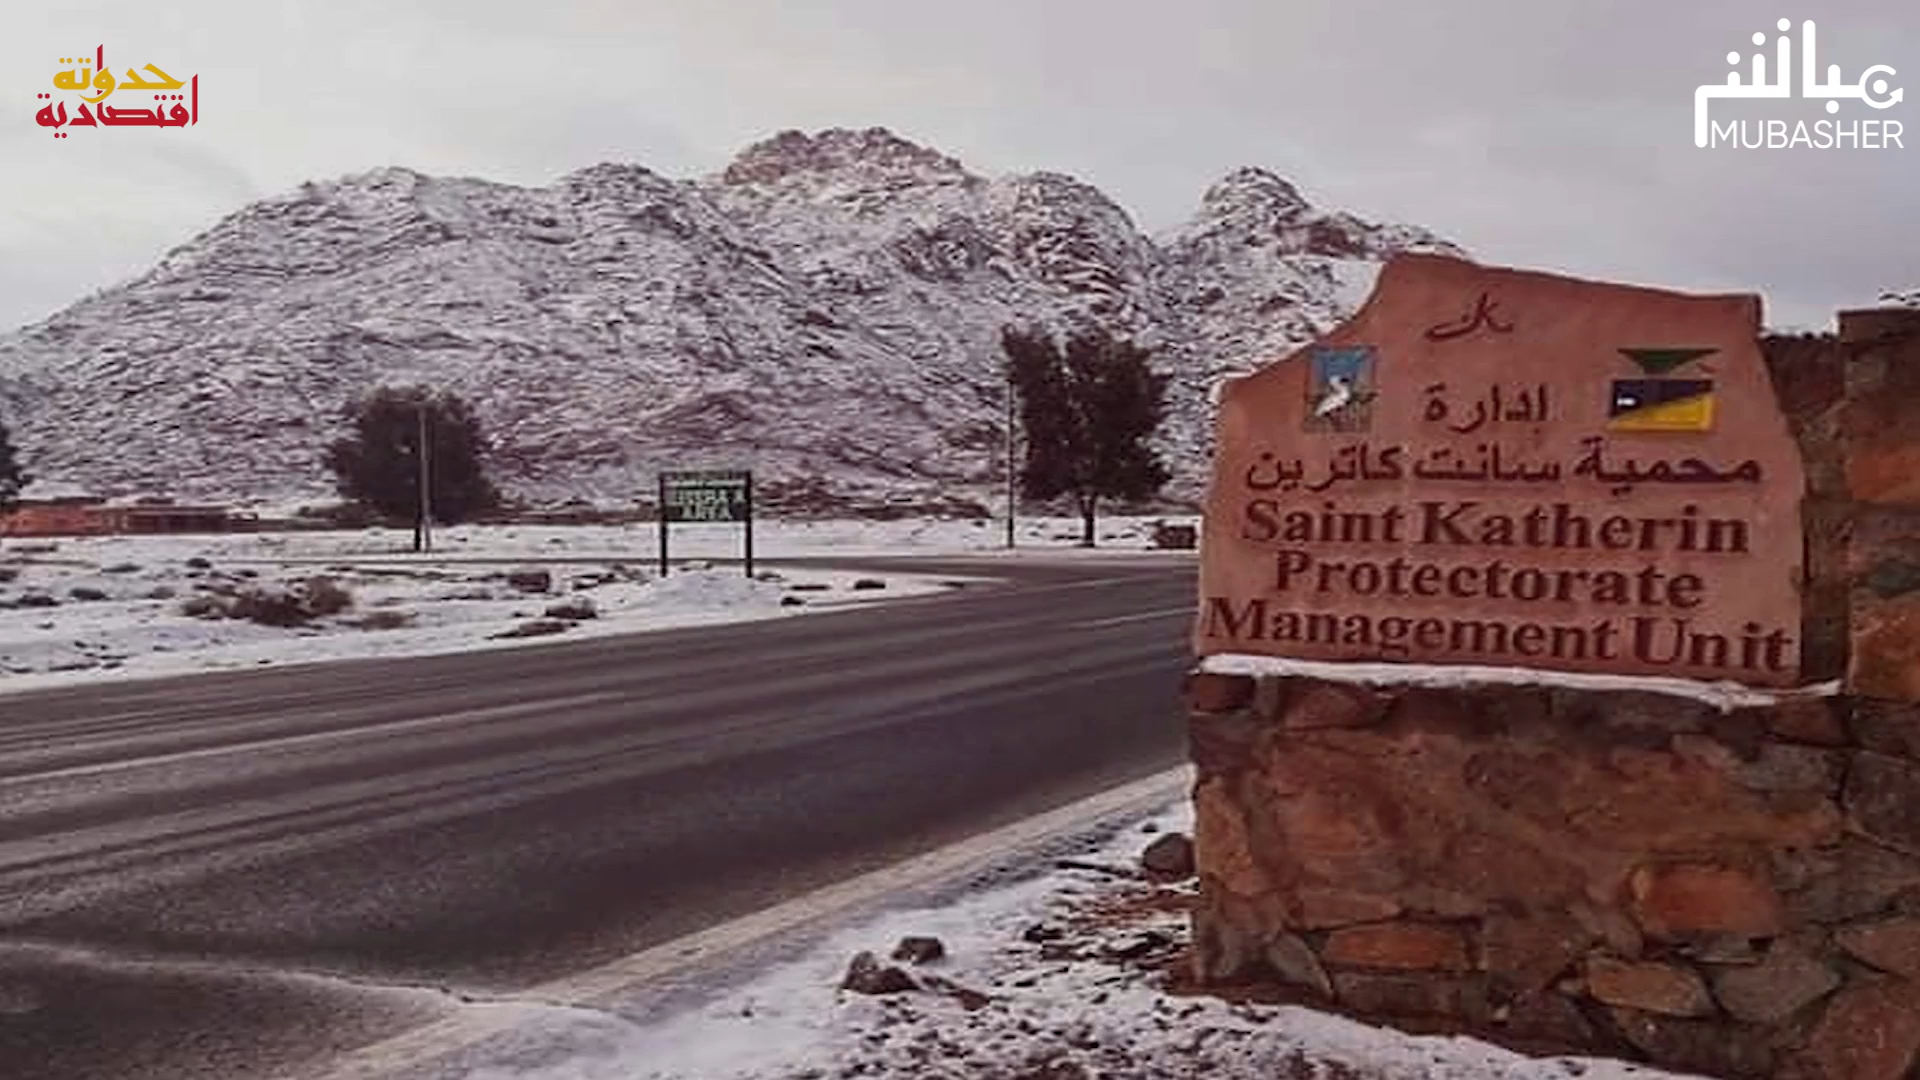 حدوتة
اقتصادية
مباشر
MUBASHER
إدارة
محمية سانت كاترين
Saint Katherin
Protectorate
Management Unit